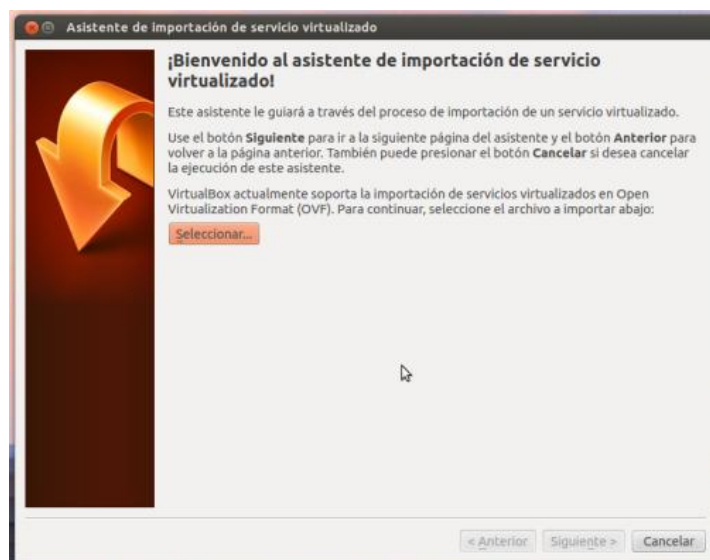 Asistente de importación de servicio virtualizado
¡Bienvenido al asistente de importación de servicio
virtualizado!
Este asistente le guiará a través del proceso de importación de un servicio virtualizado.
Use el botón Siguiente para ir a la siguiente página del asistente y el botón Anterior para
volver a la página anterior. También puede presionar el botón Cancelar si desea cancelar
la ejecución de este asistente.
VirtualBox actualmente soporta la importación de servicios virtualizados en Open
Virtualization Format (OVF). Para continuar, seleccione el archivo a importar abajo:
Seleccionar...
< Anterior Siguiente > Cancelar